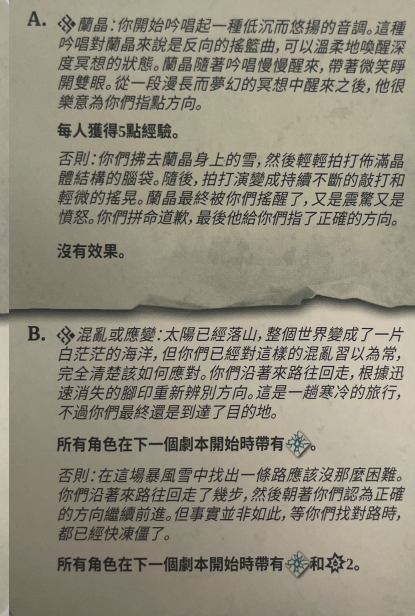 A. 蘭晶：你開始吟唱起一種低沉而悠揚的音調。這種
吟唱對蘭晶來說是反向的搖籃曲，可以溫柔地喚醒深
度冥想的狀態。蘭晶隨著吟唱慢慢醒來，帶著微笑睜
開雙眼。從一段漫長而夢幻的冥想中醒來之後，他很
樂意為你們指點方向。
每人獲得5點經驗。
否則：你們拂去蘭晶身上的雪，然後輕輕拍打佈滿晶
體結構的腦袋。隨後，拍打演變成持續不斷的敲打和
輕微的搖晃。蘭晶最終被你們搖醒了，又是震驚又是
憤怒。你們拼命道歉，最後他給你們指了正確的方向。
沒有效果。
B. 混亂或應變：太陽已經落山，整個世界變成了一片
白茫茫的海洋，但你們已經對這樣的混亂習以為常，
完全清楚該如何應對。你們沿著來路往回走，根據迅
速消失的腳印重新辨別方向。這是一趟寒冷的旅行，
不過你們最終還是到達了目的地。
所有角色在下一個劇本開始時帶有。
否則：在這場暴風雪中找出一條路應該沒那麼困難。
你們沿著來路往回走了幾步，然後朝著你們認為正確
的方向繼續前進。但事實並非如此，等你們找對路時，
都已經快凍僵了。
所有角色在下一個劇本開始時帶有和2。